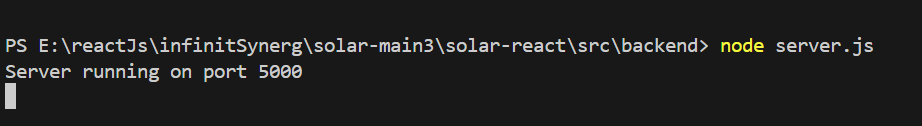 PS E:\reactJs\infinitSynerg\solar-main3\solar-react\src\backend> node server.js
Server running on port 5000